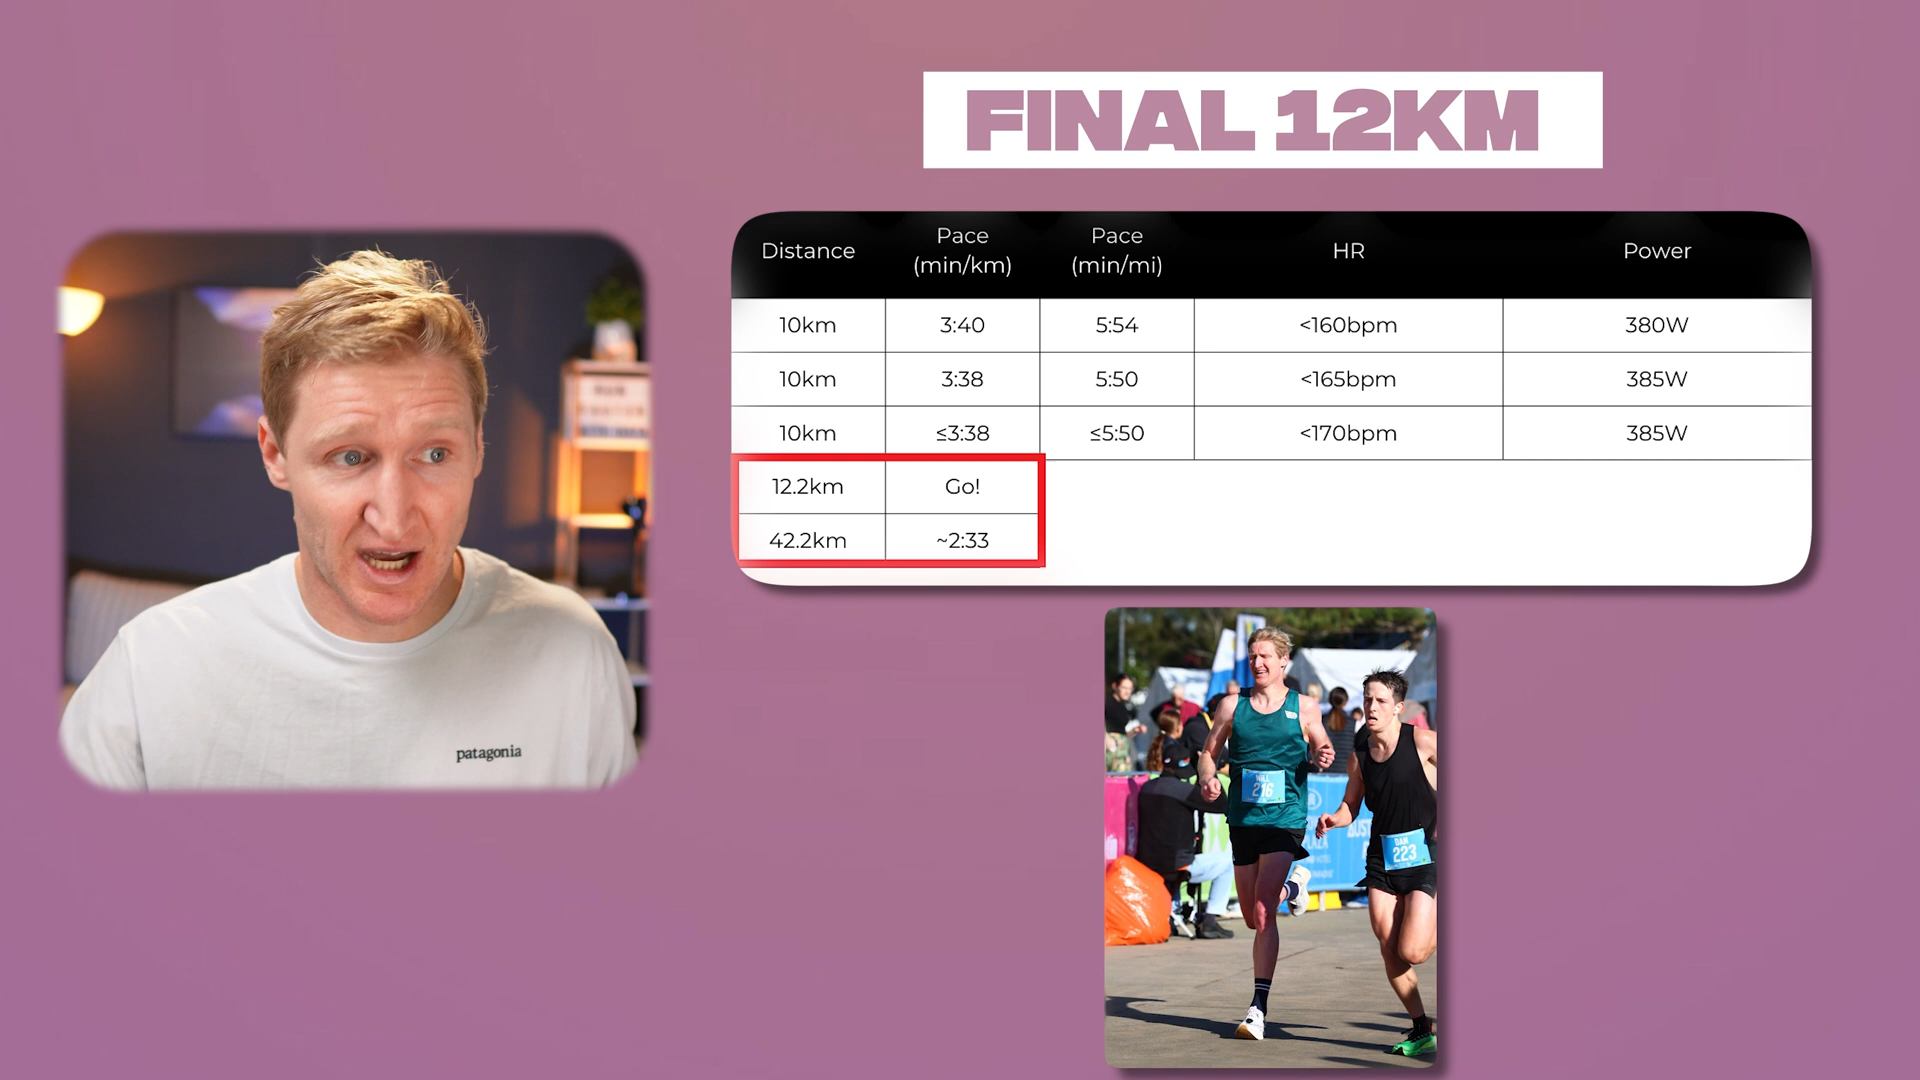 FINAL 12KM
Distance Pace (min/km) Pace (min/mi) HR Power
10km 3:40 5:54 <160bpm 380W
10km 3:38 5:50 <165bpm 385W
10km ≤3:38 ≤5:50 <170bpm 385W
12.2km Go!
42.2km ~2:33
patagonia
WILL
216
DAN
223